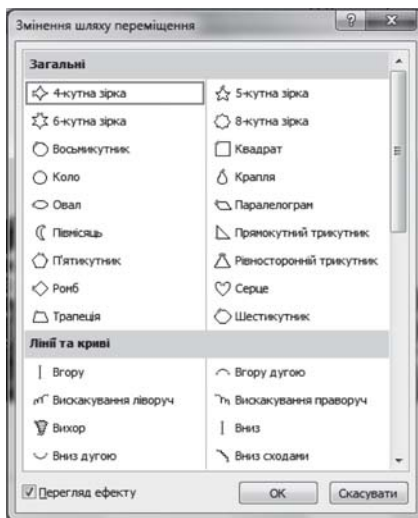 Змінення шляху переміщення
Загальні
4-кутна зірка 5-кутна зірка
6-кутна зірка 8-кутна зірка
Восьмикутник Квадрат
Коло Крапля
Овал Паралелограм
Півмісяць Прямокутний трикутник
П'ятикутник Рівносторонній трикутник
Ромб Серце
Трапеція Шестикутник
Лінії та криві
Вгору Вгору дугою
Вискакування ліворуч Вискакування праворуч
Вихор Вниз
Вниз дугою Вниз сходами
Перегляд ефекту ОК Скасувати